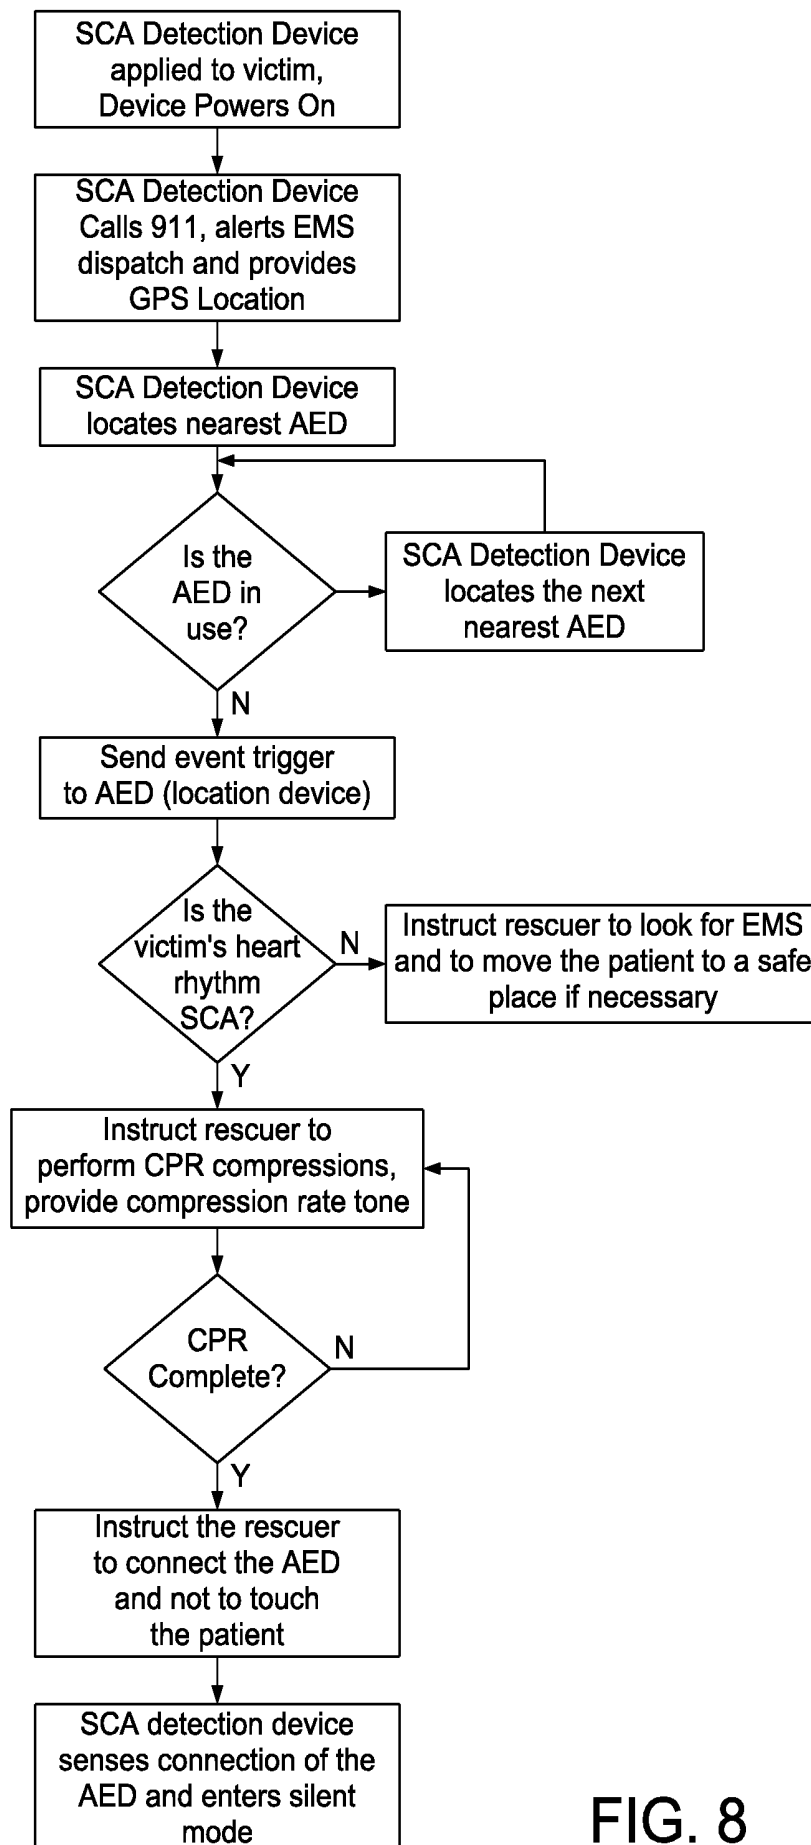 SCA Detection Device
applied to victim,
Device Powers On
SCA Detection Device
Calls 911, alerts EMS
dispatch and provides
GPS Location
SCA Detection Device
locates nearest AED
Is the
AED in
use?
SCA Detection Device
locates the next
nearest AED
N
Send event trigger
to AED (location device)
Is the
victim's heart
rhythm
SCA?
N
Instruct rescuer to look for EMS
and to move the patient to a safe
place if necessary
Y
Instruct rescuer to
perform CPR compressions,
provide compression rate tone
CPR
Complete?
N
Y
Instruct the rescuer
to connect the AED
and not to touch
the patient
SCA detection device
senses connection of the
AED and enters silent
mode
FIG. 8